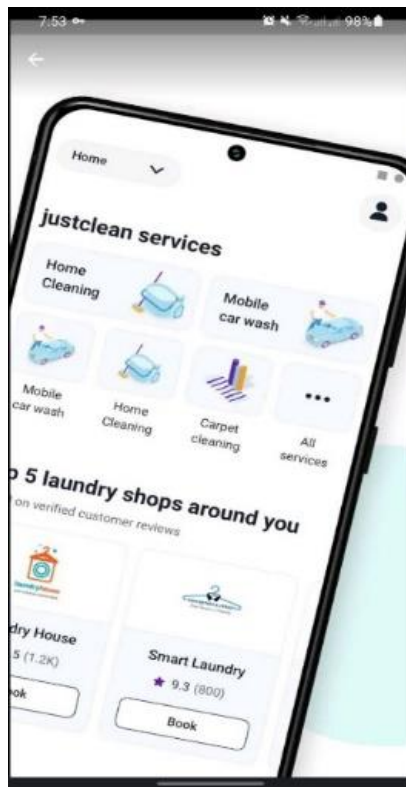 7:53
98%
Home
justclean services
Home
Cleaning
Mobile
car wash
Mobile
car wash
Home
Cleaning
Carpet
cleaning
All
services
5 laundry shops around you
on verified customer reviews
House
Smart Laundry
5 (1.2K)
9.3 (800)
Book